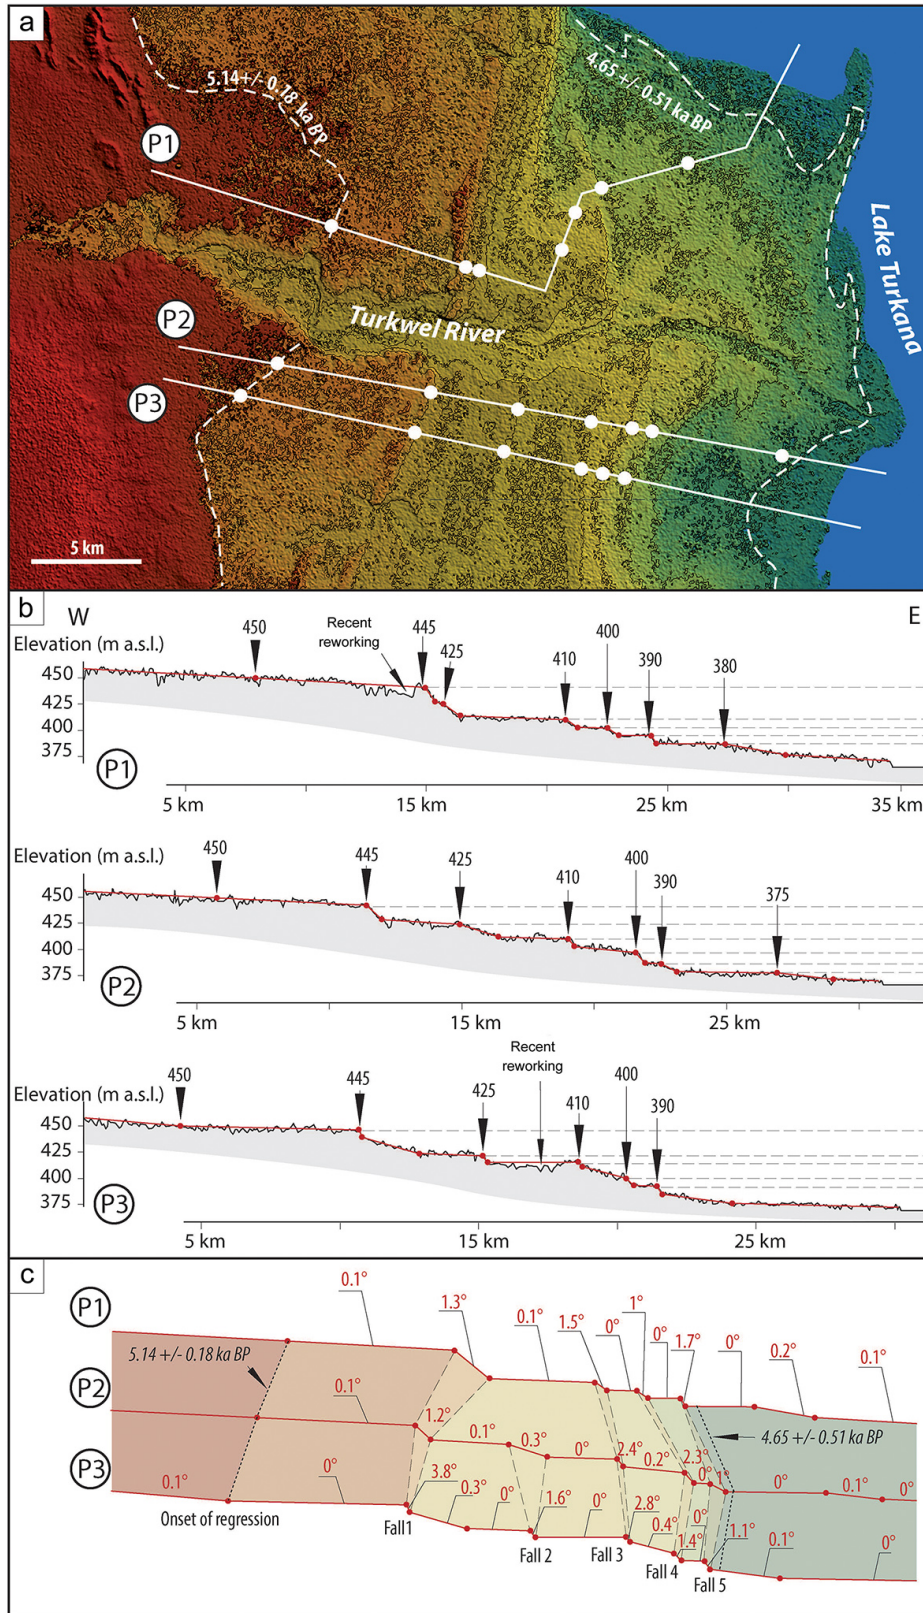 a
5.14+/-0.18 ka BP
4.65 +/-0.51 ka BP
P1
Lake Turkana
P2
Turkwel River
P3
5 km
b
W
E
Recent
reworking
Elevation (m a.s.l.)
450
445
425
410
400
390
380
450
425
400
375
P1
5 km
15 km
25 km
35 km
Elevation (m a.s.l.)
450
445
425
410
400
390
375
450
425
400
375
P2
5 km
15 km
25 km
Recent
reworking
Elevation (m a.s.l.)
450
445
425
410
400
390
450
425
400
375
P3
5 km
15 km
25 km
c
P1
0.1°
1.3°
0.1°
1.5°
0°
1°
0°
1.7°
0°
0.2°
0.1°
5.14 +/- 0.18 ka BP
P2
0.1°
1.2°
0.1°
0.3°
0°
2.4°
0.2°
2.3°
0°
1°
0°
0.1°
0°
4.65 +/- 0.51 ka BP
P3
0.1°
0°
3.8°
0.3°
0°
1.6°
0°
2.8°
0.4°
1.4°
0°
1.1°
0.1°
0°
Onset of regression
Fall1
Fall 2
Fall 3
Fall 4
Fall 5